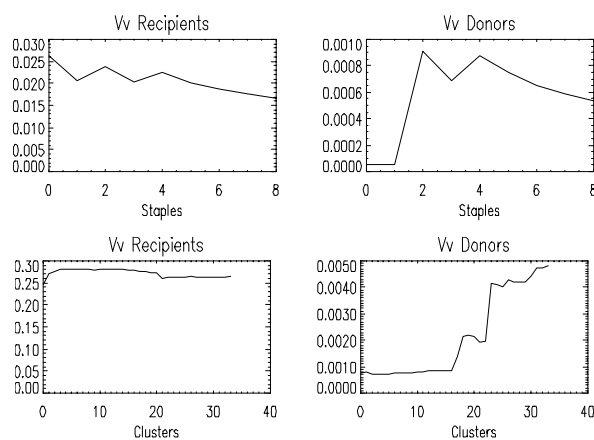 Vv Recipients
0.030
0.025
0.020
0.015
0.010
0.005
0.000
0 2 4 6 8
Staples
Vv Donors
0.0010
0.0008
0.0006
0.0004
0.0002
0.0000
0 2 4 6 8
Staples
Vv Recipients
0.30
0.25
0.20
0.15
0.10
0.05
0.00
0 10 20 30 40
Clusters
Vv Donors
0.0050
0.0040
0.0030
0.0020
0.0010
0.0000
0 10 20 30 40
Clusters